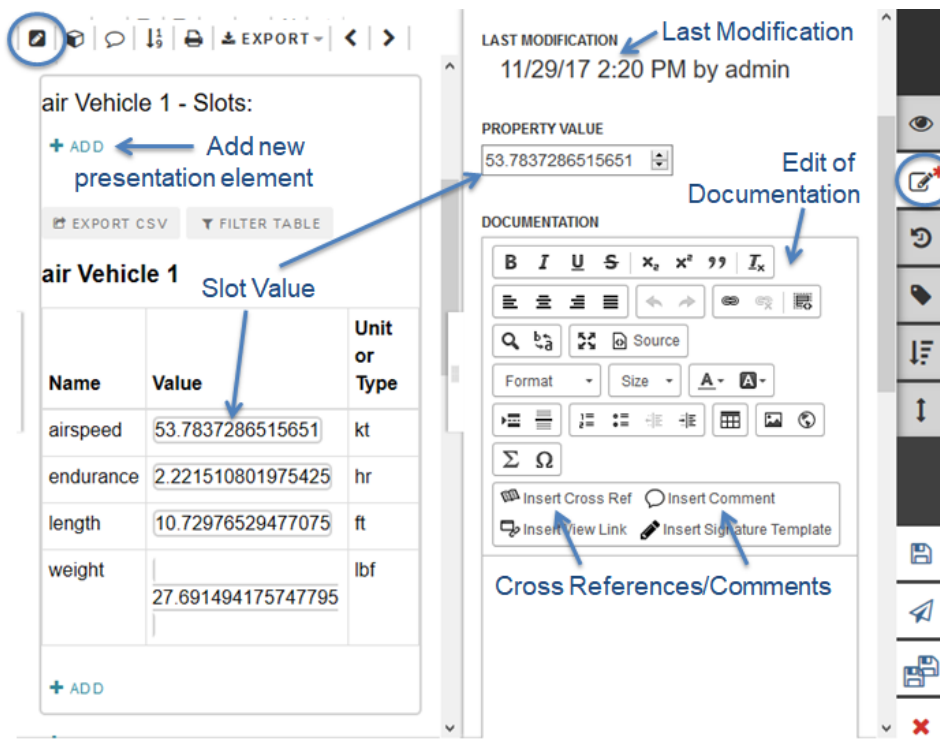 EXPORT
air Vehicle 1 - Slots:
+ ADD
Add new
presentation element
EXPORT CSV
FILTER TABLE
air Vehicle 1
Slot Value
Name
Value
Unit
or
Type
airspeed
53.7837286515651
kt
endurance
2.221510801975425
hr
length
10.72976529477075
ft
weight
27.691494175747795
lbf
+ ADD
LAST MODIFICATION
Last Modification
11/29/17 2:20 PM by admin
PROPERTY VALUE
53.7837286515651
Edit of
Documentation
DOCUMENTATION
B I U S x₂ x² ” Tx
Source
Format
Size
A
A
Σ Ω
Insert Cross Ref
Insert Comment
Insert View Link
Insert Signature Template
Cross References/Comments